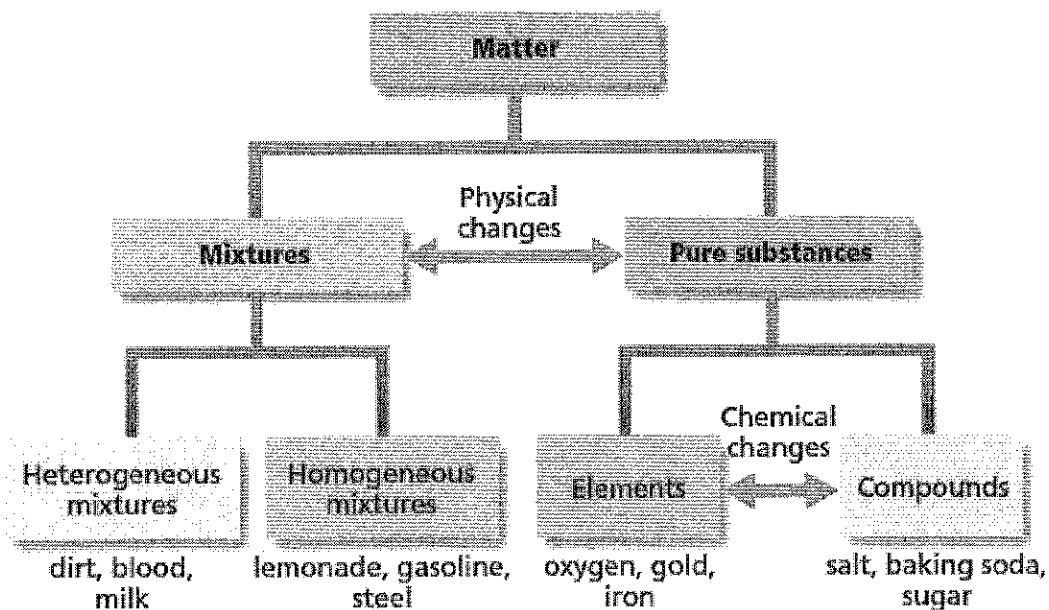 Matter
Physical
changes
Mixtures
Pure substances
Chemical
changes
Heterogeneous
mixtures
Homogeneous
mixtures
Elements
Compounds
dirt, blood,
milk
lemonade, gasoline,
steel
oxygen, gold,
iron
salt, baking soda,
sugar